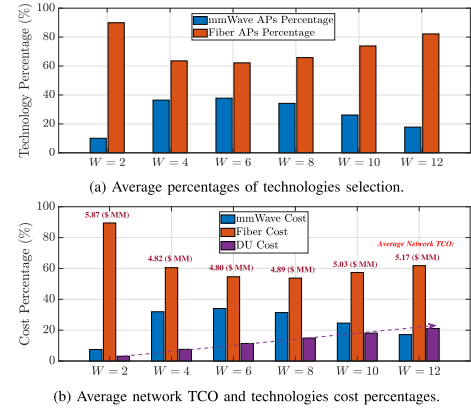 100
80
60
40
20
0
Technology Percentage (%)
mmWave APs Percentage
Fiber APs Percentage
W = 2 W = 4 W = 6 W = 8 W = 10 W = 12
(a) Average percentages of technologies selection.
100
80
60
40
20
0
Cost Percentage (%)
mmWave Cost
Fiber Cost
DU Cost
5.87 ($ MM)
4.82 ($ MM)
4.80 ($ MM)
4.89 ($ MM)
5.03 ($ MM)
Average Network TCO:
5.17 ($ MM)
W = 2 W = 4 W = 6 W = 8 W = 10 W = 12
(b) Average network TCO and technologies cost percentages.